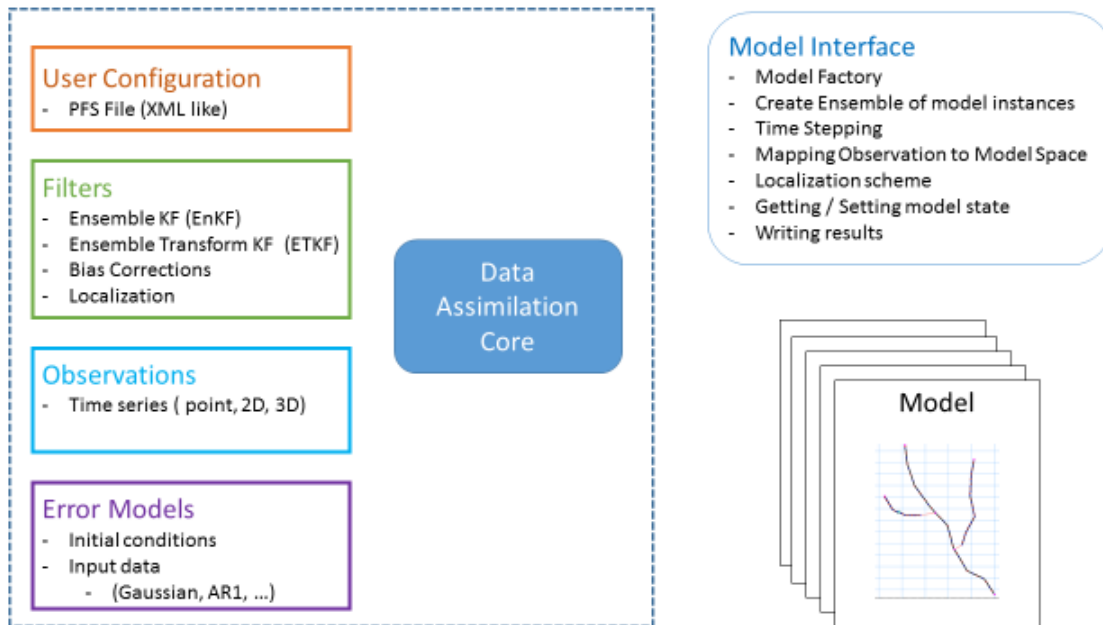 User Configuration
- PFS File (XML like)
Filters
- Ensemble KF (EnKF)
- Ensemble Transform KF (ETKF)
- Bias Corrections
- Localization
Observations
- Time series ( point, 2D, 3D)
Error Models
- Initial conditions
- Input data
- (Gaussian, AR1, ...)
Data
Assimilation
Core
Model Interface
- Model Factory
- Create Ensemble of model instances
- Time Stepping
- Mapping Observation to Model Space
- Localization scheme
- Getting / Setting model state
- Writing results
Model